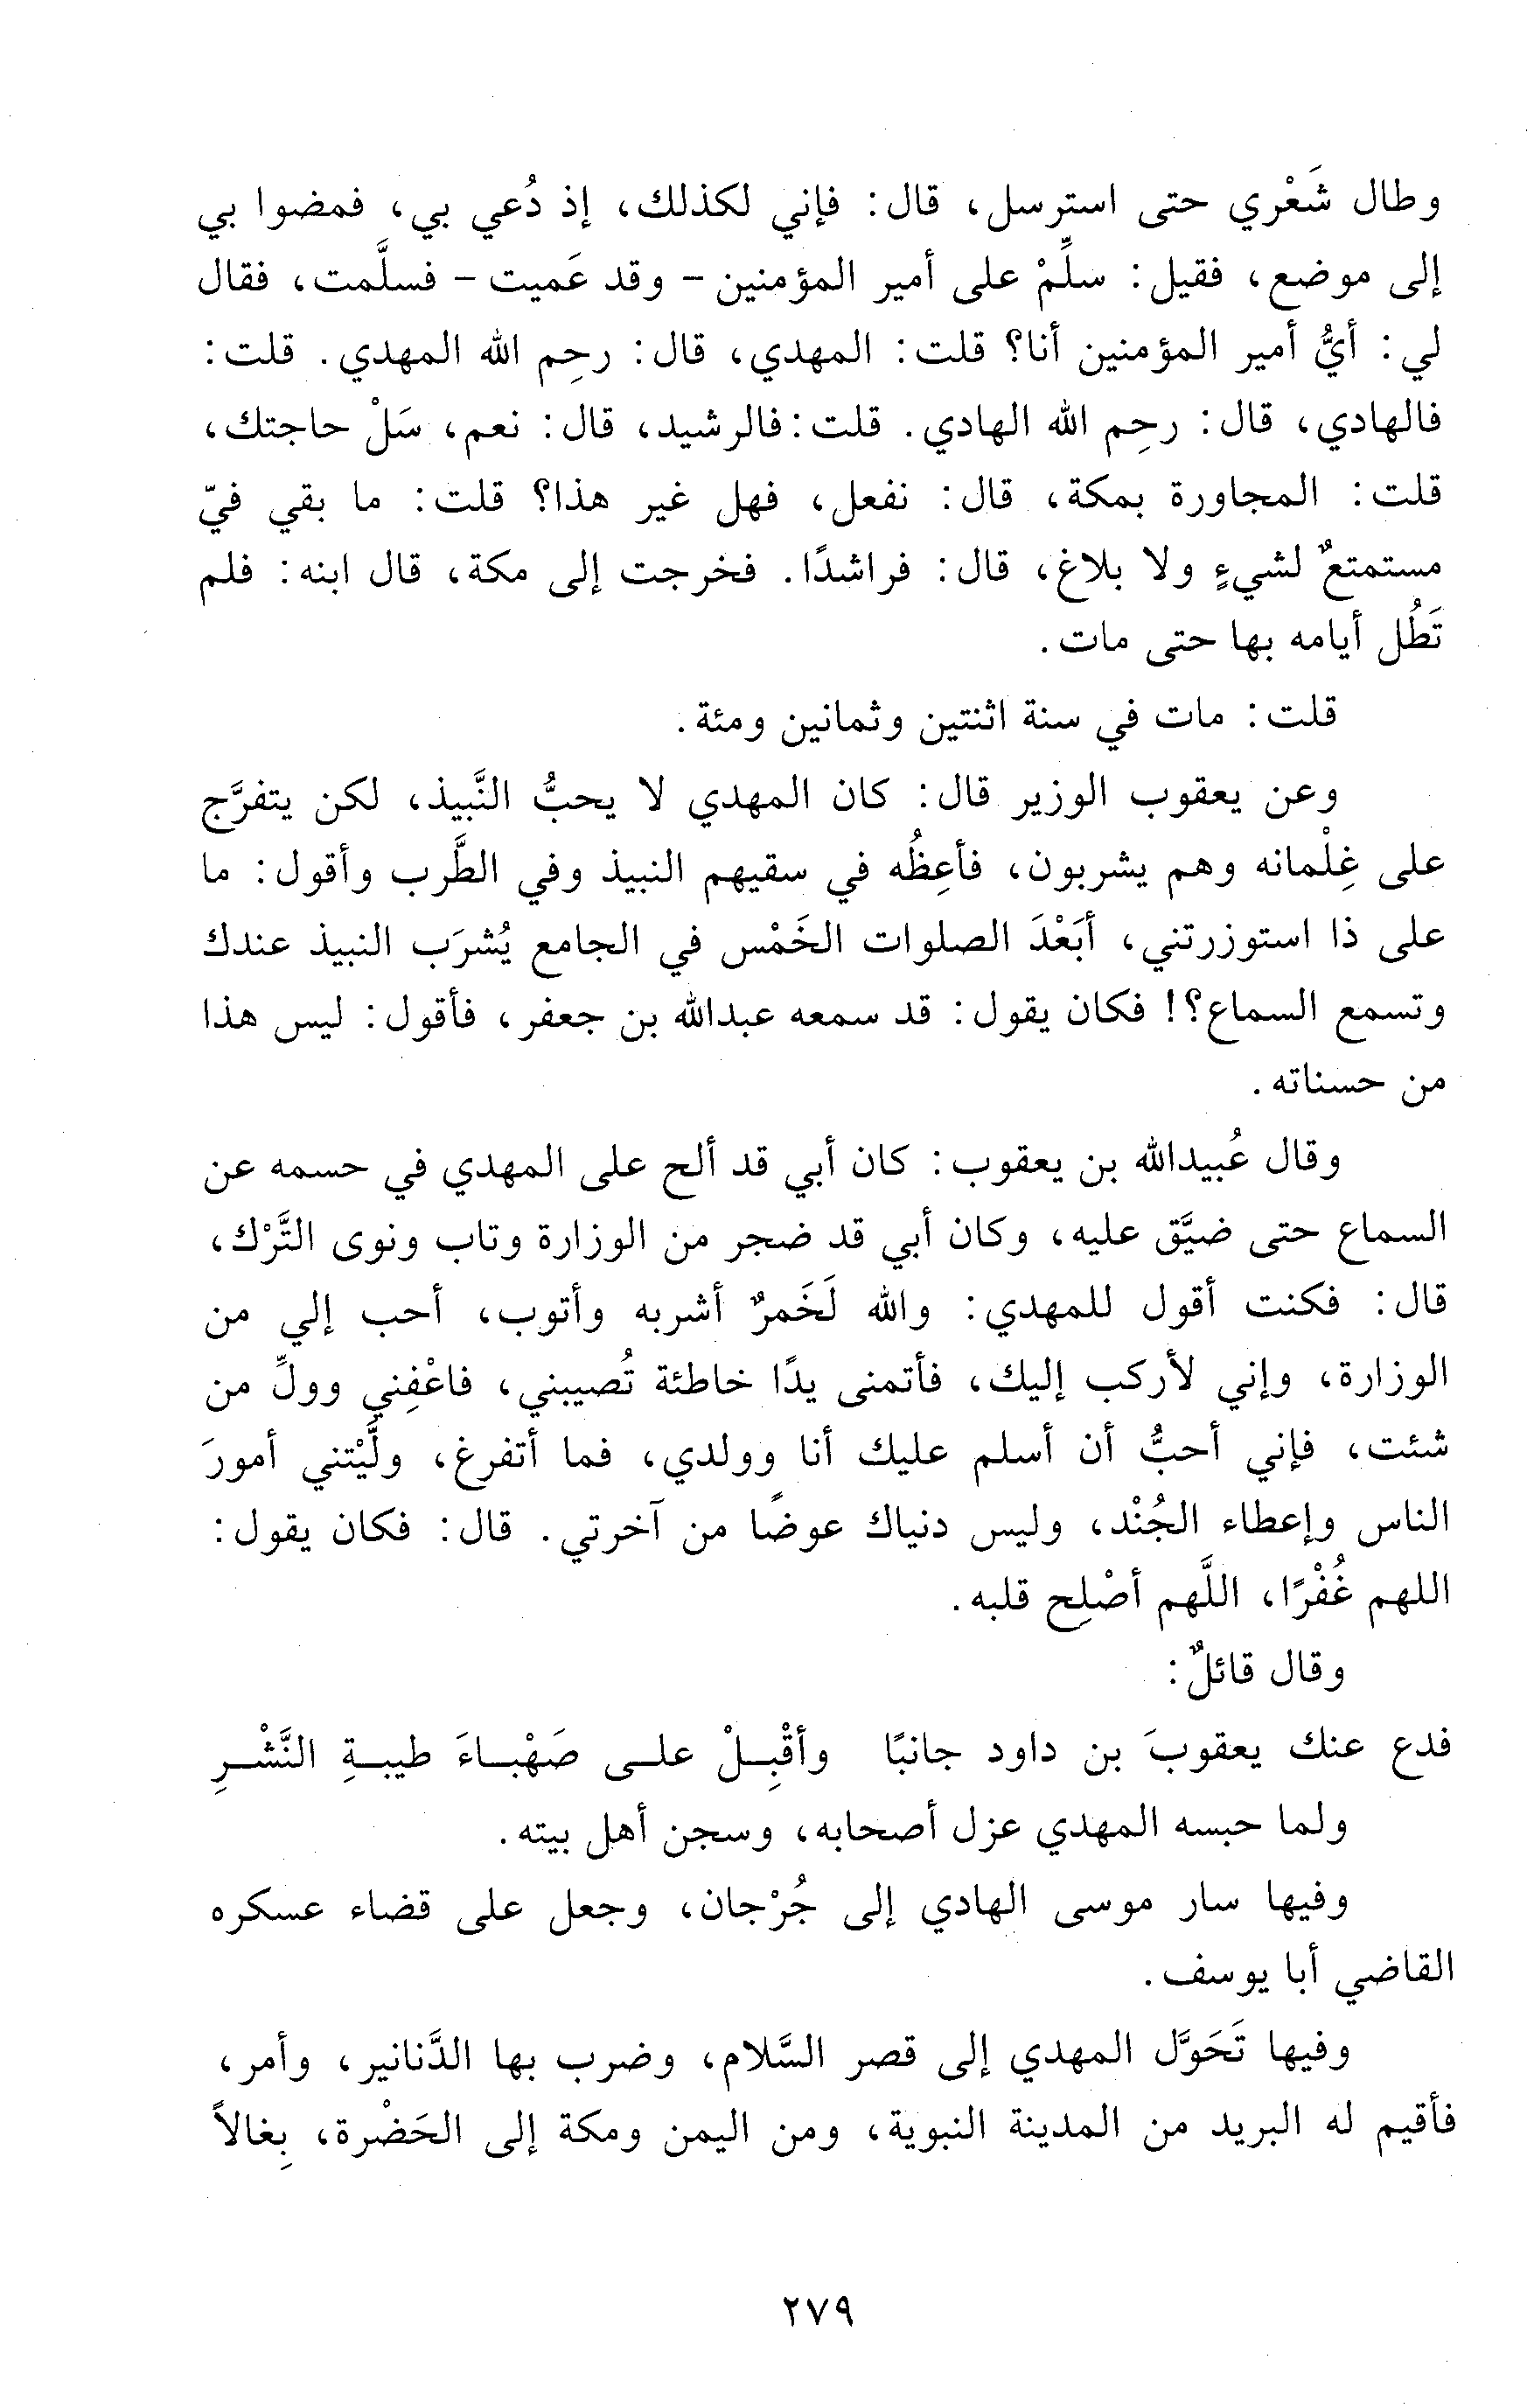 وطال شَعْري حتى استرسل، قال: فإني لكذلك، إذ دُعي بي، فمضوا بي
إلى موضع، فقيل: سلِّمْ على أمير المؤمنين - وقد عَميت - فسلَّمت، فقال
لي: أيُّ أمير المؤمنين أنا؟ قلت: المهدي، قال: رحِم الله المهدي. قلت:
فالهادي، قال: رحِم الله الهادي. قلت: فالرشيد، قال: نعم، سَلْ حاجتك،
قلت: المجاورة بمكة، قال: نفعل، فهل غير هذا؟ قلت: ما بقي فيّ
مستمتعٌ لشيءٍ ولا بلاغ، قال: فراشدًا. فخرجت إلى مكة، قال ابنه: فلم
تَطُل أيامه بها حتى مات.
قلت: مات في سنة اثنتين وثمانين ومئة.
وعن يعقوب الوزير قال: كان المهدي لا يحبُّ النَّبيذ، لكن يتفرَّج
على غِلْمانه وهم يشربون، فأعِظُه في سقيهم النبيذ وفي الطَّرب وأقول: ما
على ذا استوزرتني، أبَعْدَ الصلوات الخَمْس في الجامع يُشرَب النبيذ عندك
وتسمع السماع؟! فكان يقول: قد سمعه عبدالله بن جعفر، فأقول: ليس هذا
من حسناته.
وقال عُبيدالله بن يعقوب: كان أبي قد ألح على المهدي في حسمه عن
السماع حتى ضيَّق عليه، وكان أبي قد ضجر من الوزارة وتاب ونوى التَّرْك،
قال: فكنت أقول للمهدي: والله لَخَمرٌ أشربه وأتوب، أحب إلي من
الوزارة، وإني لأركب إليك، فأتمنى يدًا خاطئة تُصيبني، فاعْفِني وولِّ من
شئت، فإني أحبُّ أن أسلم عليك أنا وولدي، فما أتفرغ، ولَّيْتني أمورَ
الناس وإعطاء الجُنْد، وليس دنياك عوضًا من آخرتي. قال: فكان يقول:
اللهم غُفْرًا، اللَّهم أصْلِح قلبه.
وقال قائلٌ:
فدع عنك يعقوبَ بن داود جانبًا وأقْبِلْ على صَهْباءَ طيبةِ النَّشْرِ
ولما حبسه المهدي عزل أصحابه، وسجن أهل بيته.
وفيها سار موسى الهادي إلى جُرْجان، وجعل على قضاء عسكره
القاضي أبا يوسف.
وفيها تَحَوَّل المهدي إلى قصر السَّلام، وضرب بها الدَّنانير، وأمر،
فأقيم له البريد من المدينة النبوية، ومن اليمن ومكة إلى الحَضْرة، بِغالاً
٢٧٩